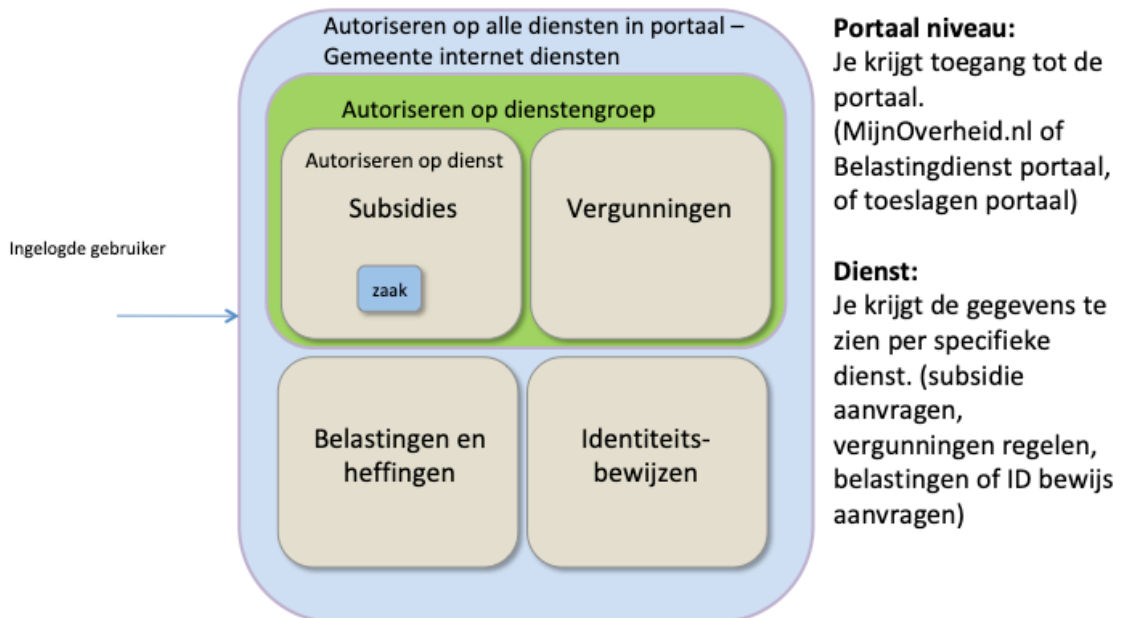 Autoriseren op alle diensten in portaal –
Gemeente internet diensten
Autoriseren op dienstengroep
Autoriseren op dienst
Subsidies
zaak
Vergunningen
Ingelogde gebruiker
Belastingen en
heffingen
Identiteits-
bewijzen
Portaal niveau:
Je krijgt toegang tot de
portaal.
(MijnOverheid.nl of
Belastingdienst portaal,
of toeslagen portaal)
Dienst:
Je krijgt de gegevens te
zien per specifieke
dienst. (subsidie
aanvragen,
vergunningen regelen,
belastingen of ID bewijs
aanvragen)